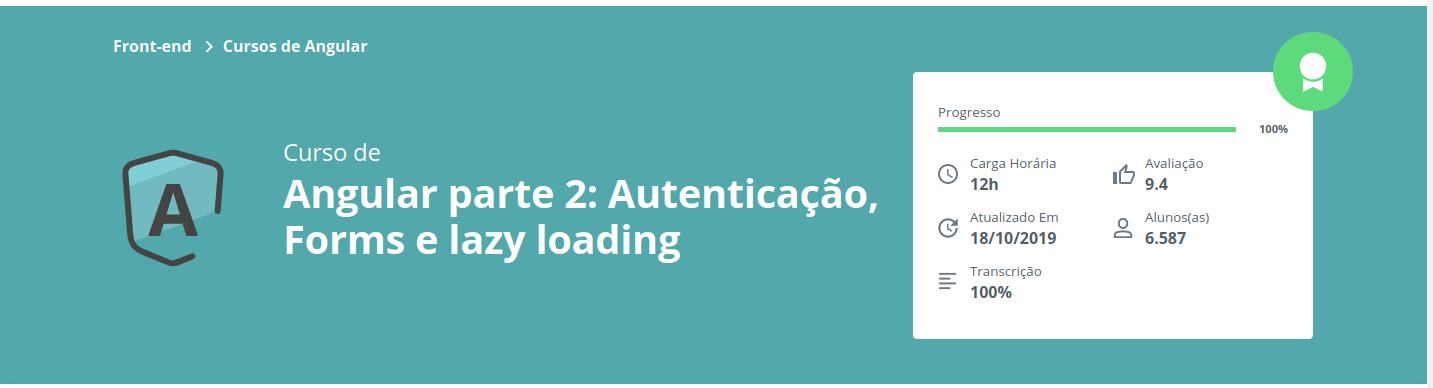 Front-end > Cursos de Angular
Curso de
Angular parte 2: Autenticação,
Forms e lazy loading
A
Progresso
100%
Carga Horária
12h
Avaliação
9.4
Atualizado Em
18/10/2019
Alunos(as)
6.587
Transcrição
100%